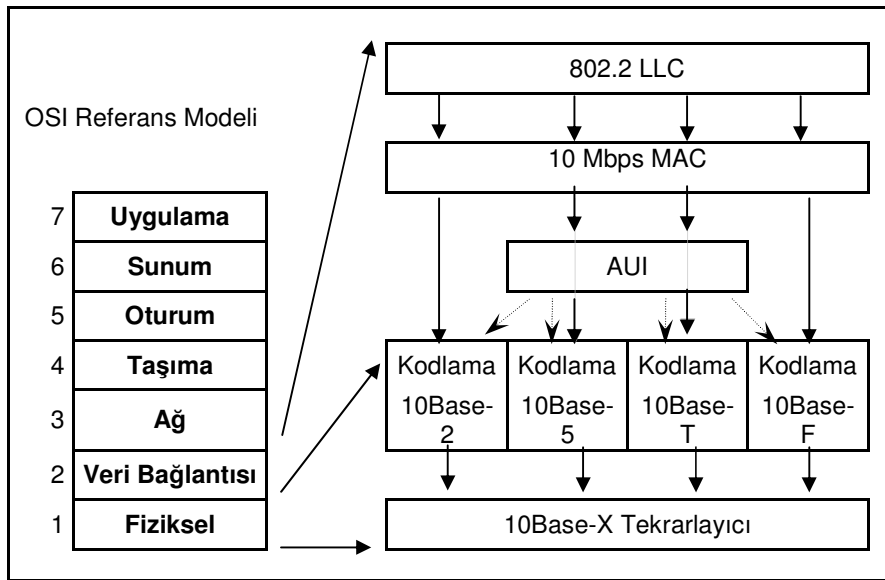 802.2 LLC
OSI Referans Modeli
10 Mbps MAC
7 Uygulama
6 Sunum
5 Oturum
4 Taşıma
3 Ağ
2 Veri Bağlantısı
1 Fiziksel
AUI
Kodlama
10Base-
2
Kodlama
10Base-
5
Kodlama
10Base-
T
Kodlama
10Base-
F
10Base-X Tekrarlayıcı